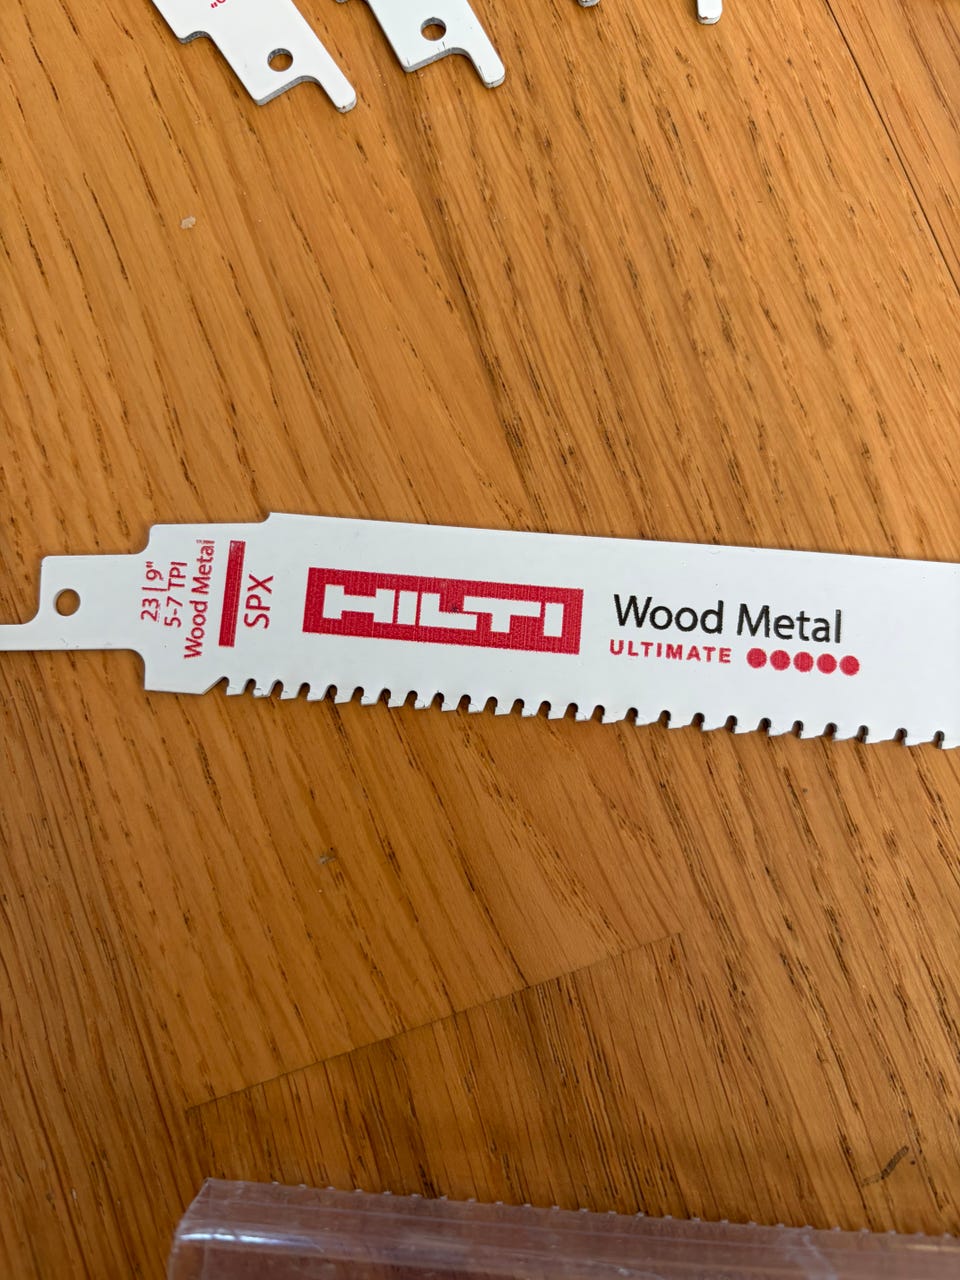 23 | 9"
5-7 TPI
Wood Metal
SPX
HILTI
Wood Metal
ULTIMATE